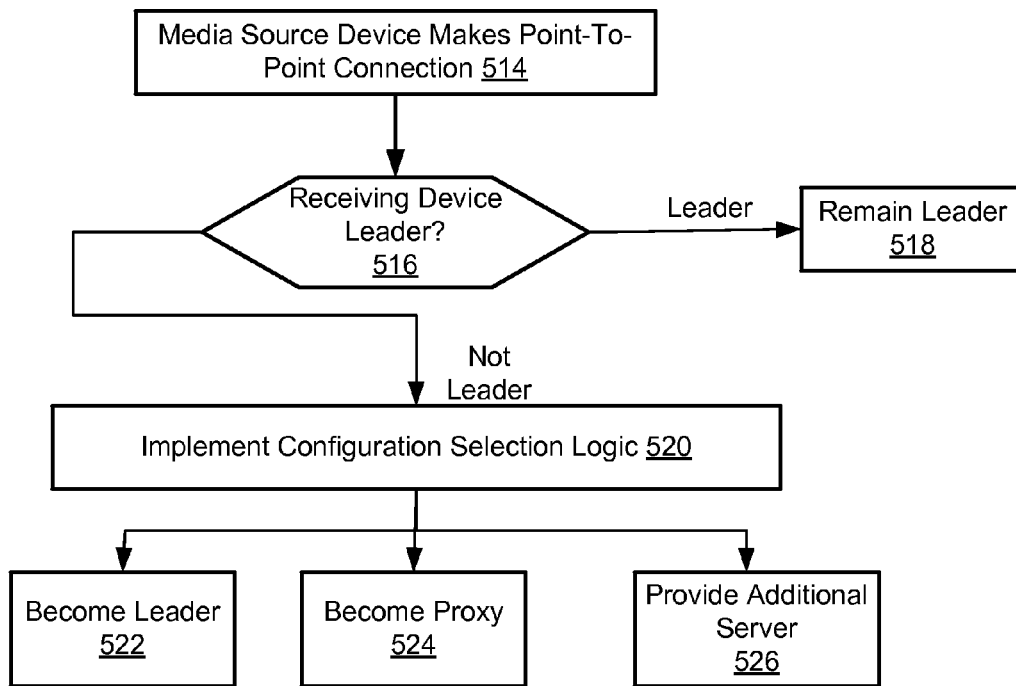 Media Source Device Makes Point-To-
Point Connection 514
Receiving Device
Leader?
516
Leader
Remain Leader
518
Not
Leader
Implement Configuration Selection Logic 520
Become Leader
522
Become Proxy
524
Provide Additional
Server
526